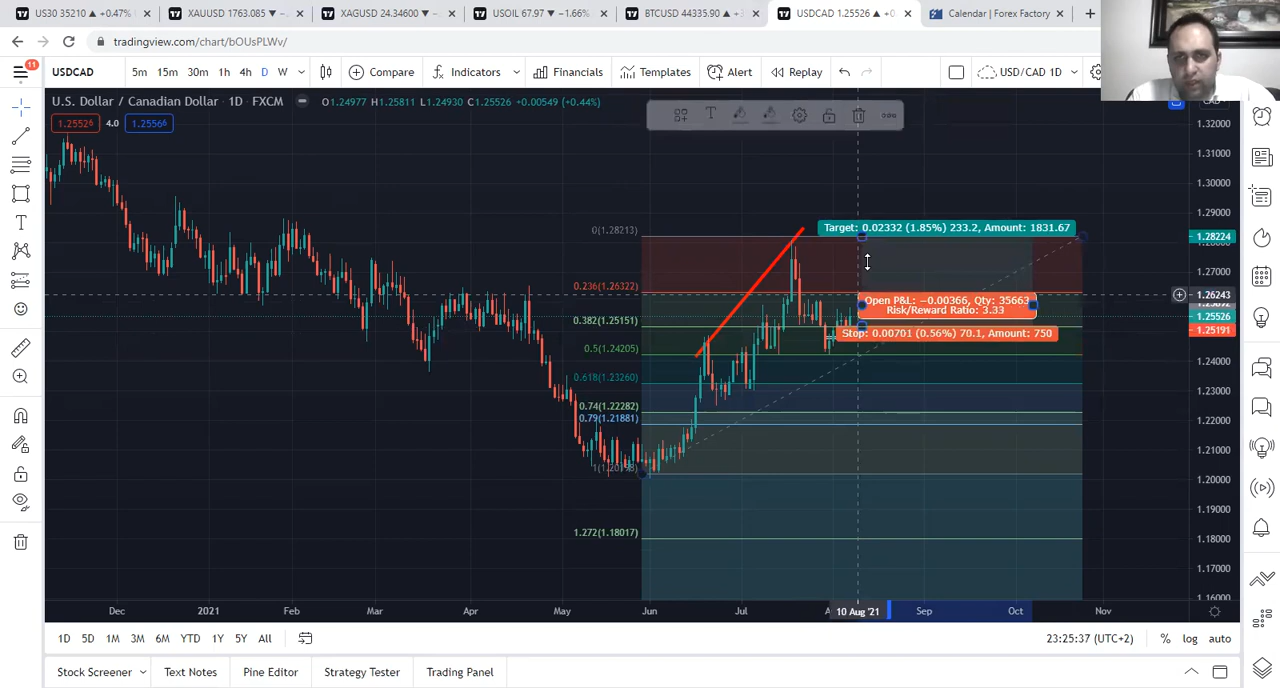 US30 35210 ▲ +0.47%
XAUUSD 1763.085 ▼
XAGUSD 24.34600 ▼
USOIL 67.97 ▼ −1.66%
BTCUSD 44335.90 ▲
USDCAD 1.25526 ▲ +0
Calendar | Forex Factory
tradingview.com/chart/bOUsPLWv/
11
USDCAD
5m 15m 30m 1h 4h D W
Compare
Indicators
Financials
Templates
Alert
Replay
USD/CAD 1D
U.S. Dollar / Canadian Dollar · 1D · FXCM
O1.24977 H1.25811 L1.24930 C1.25526 +0.00549 (+0.44%)
1.25526 4.0 1.25566
T
0(1.28213)
0.236(1.26322)
0.382(1.25151)
0.5(1.24205)
0.618(1.23260)
0.74(1.22282)
0.79(1.21881)
1.272(1.18017)
Target: 0.02332 (1.85%) 233.2, Amount: 1831.67
Open P&L: −0.00366, Qty: 35663
Risk/Reward Ratio: 3.33
Stop: 0.00701 (0.56%) 70.1, Amount: 750
1.32000
1.31000
1.30000
1.29000
1.28224
1.27000
1.26243
1.25526
1.25191
1.24000
1.23000
1.22000
1.21000
1.20000
1.19000
1.18000
1.17000
1.16000
Dec 2021 Feb Mar Apr May Jun Jul 10 Aug '21 Sep Oct Nov
1D 5D 1M 3M 6M YTD 1Y 5Y All
23:25:37 (UTC+2) % log auto
Stock Screener Text Notes Pine Editor Strategy Tester Trading Panel